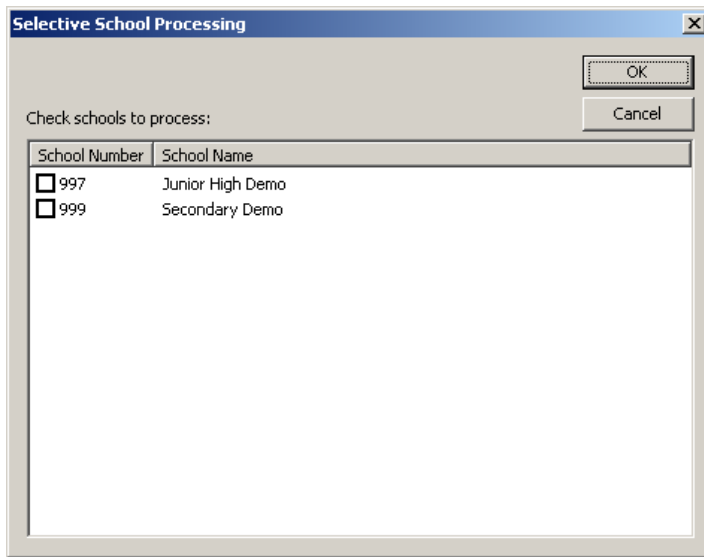 Selective School Processing
OK
Cancel
Check schools to process:
School Number School Name
997 Junior High Demo
999 Secondary Demo